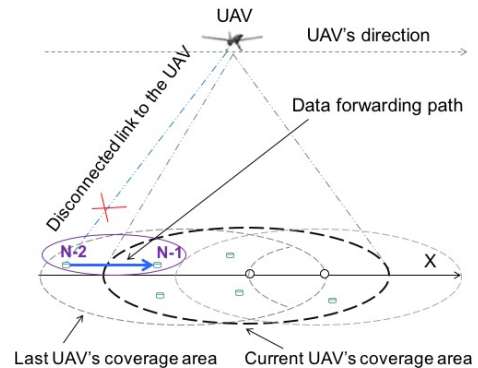 UAV
UAV's direction
Disconnected link to the UAV
Data forwarding path
N-2
N-1
X
Last UAV's coverage area
Current UAV's coverage area